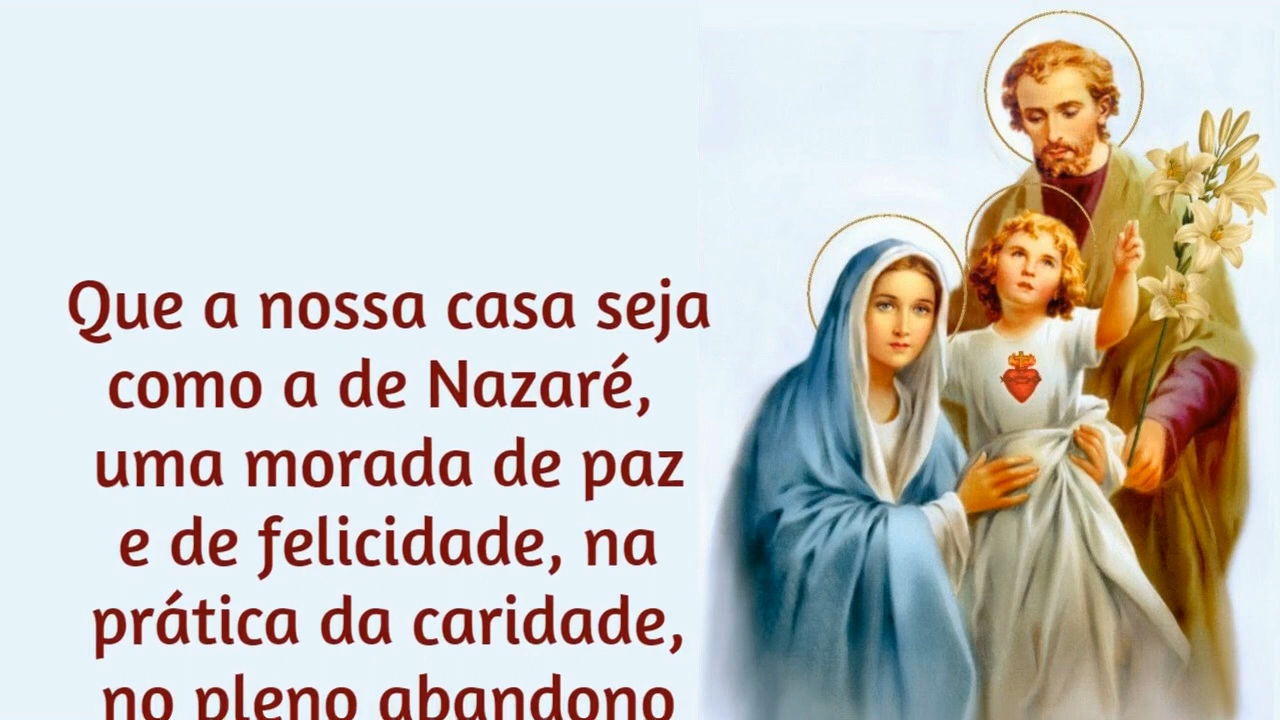 Que a nossa casa seja
como a de Nazaré,
uma morada de paz
e de felicidade, na
prática da caridade,
no pleno abandono